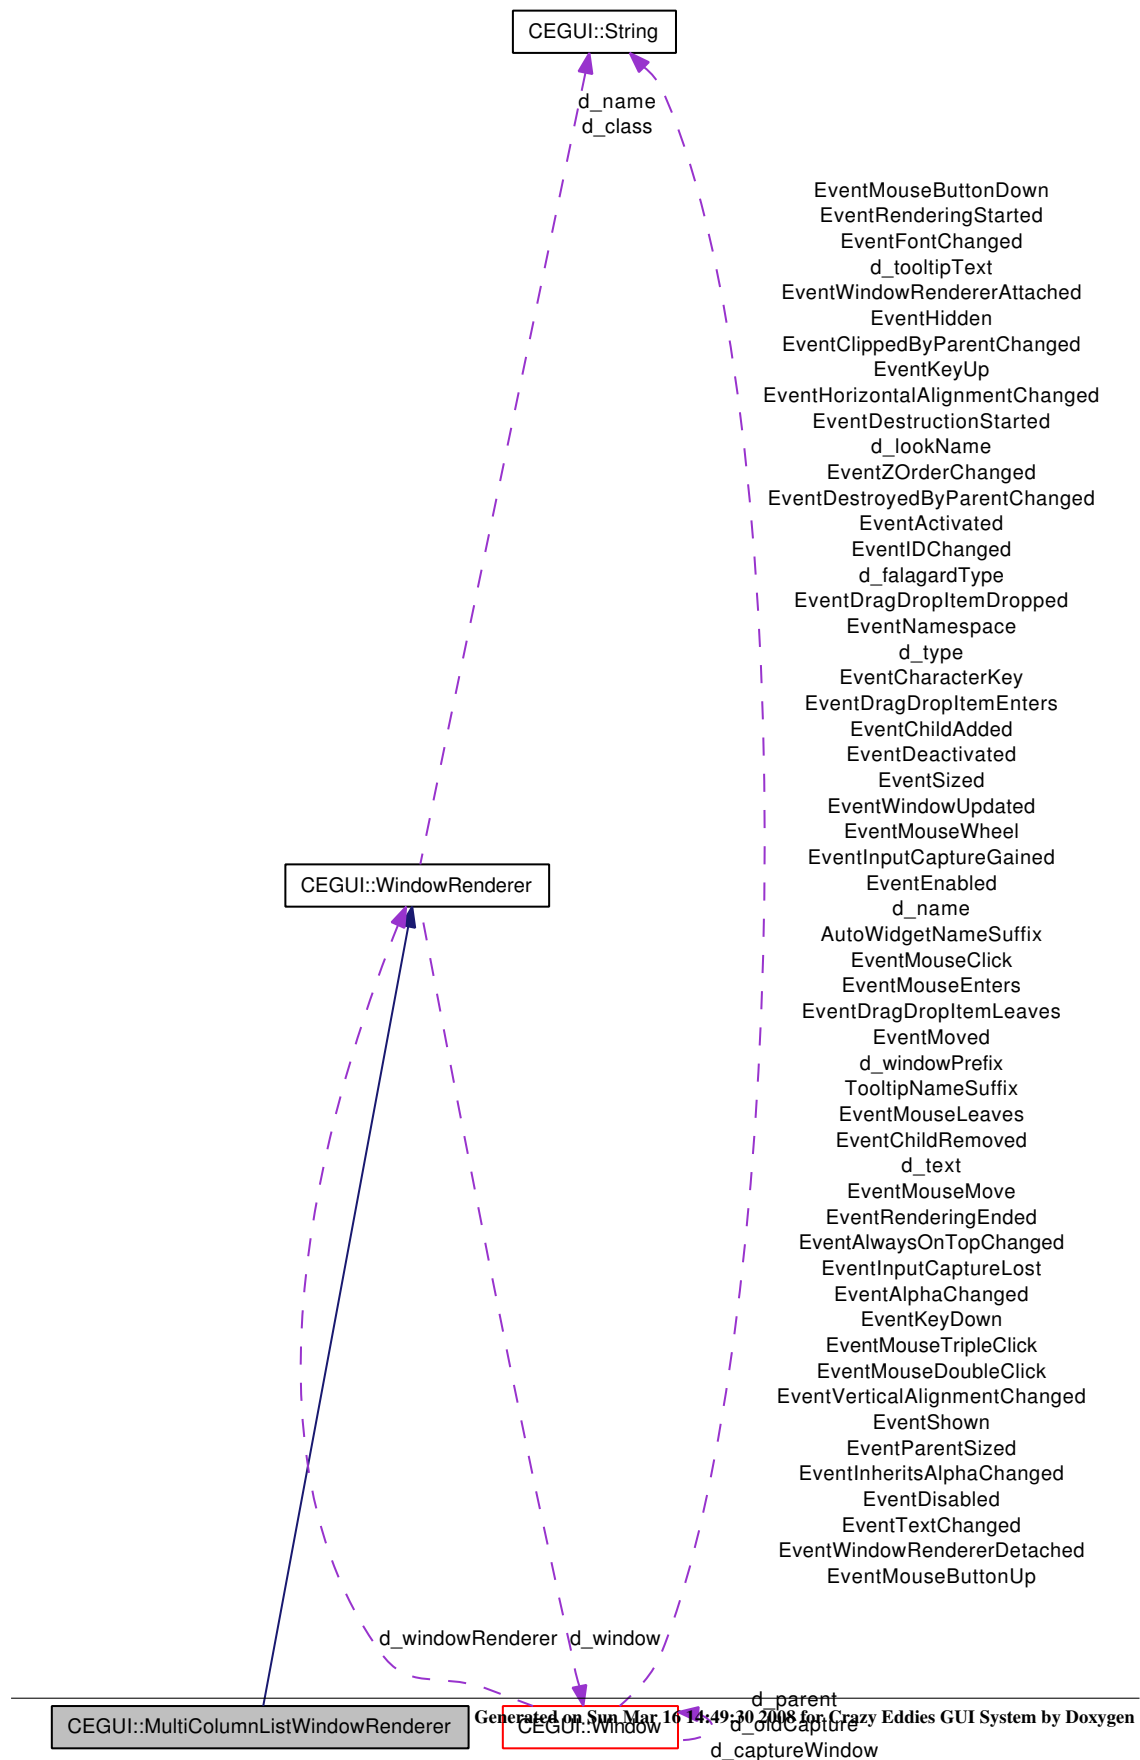 CEGUI::String
d_name
d_class
EventMouseButtonDown
EventRenderingStarted
EventFontChanged
d_tooltipText
EventWindowRendererAttached
EventHidden
EventClippedByParentChanged
EventKeyUp
EventHorizontalAlignmentChanged
EventDestructionStarted
d_lookName
EventZOrderChanged
EventDestroyedByParentChanged
EventActivated
EventIDChanged
d_falagardType
EventDragDropItemDropped
EventNamespace
d_type
EventCharacterKey
EventDragDropItemEnters
EventChildAdded
EventDeactivated
EventSized
EventWindowUpdated
EventMouseWheel
EventInputCaptureGained
EventEnabled
d_name
AutoWidgetNameSuffix
EventMouseClick
EventMouseEnters
EventDragDropItemLeaves
EventMoved
d_windowPrefix
TooltipNameSuffix
EventMouseLeaves
EventChildRemoved
d_text
EventMouseMove
EventRenderingEnded
EventAlwaysOnTopChanged
EventInputCaptureLost
EventAlphaChanged
EventKeyDown
EventMouseTripleClick
EventMouseDoubleClick
EventVerticalAlignmentChanged
EventShown
EventParentSized
EventInheritsAlphaChanged
EventDisabled
EventTextChanged
EventWindowRendererDetached
EventMouseButtonUp
CEGUI::WindowRenderer
d_windowRenderer
d_window
CEGUI::MultiColumnListWindowRenderer
CEGUI::Window
d_parent
d_oldCapture
d_captureWindow
Generated on Sun Mar 16 14:49:30 2008 for Crazy Eddies GUI System by Doxygen